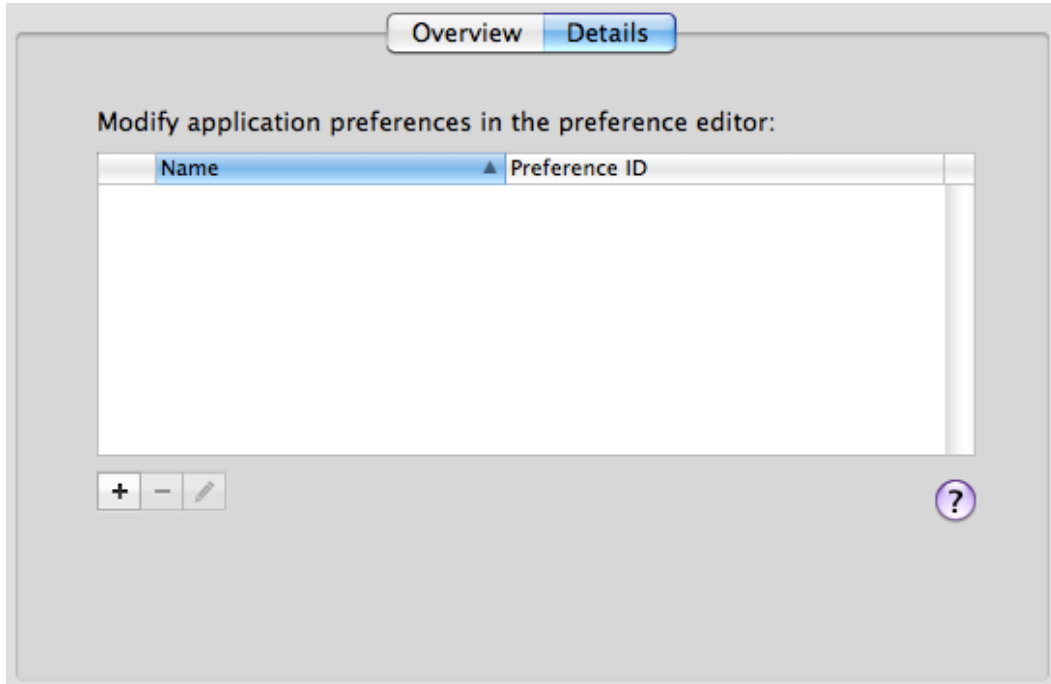 Overview Details
Modify application preferences in the preference editor:
Name Preference ID
+ - ?